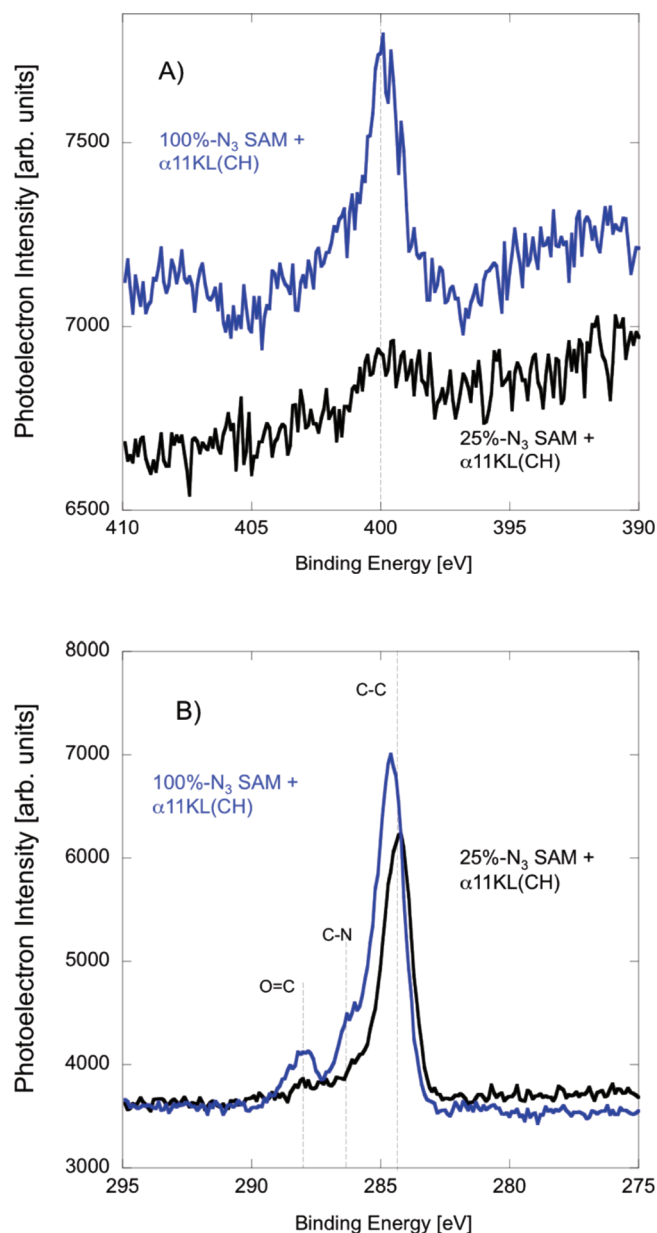 A)
100%-N₃ SAM +
α11KL(CH)
7500
7000
6500
Photoelectron Intensity [arb. units]
25%-N₃ SAM +
α11KL(CH)
410
405
400
395
390
Binding Energy [eV]
8000
7000
6000
5000
4000
3000
Photoelectron Intensity [arb. units]
C-C
B)
100%-N₃ SAM +
α11KL(CH)
25%-N₃ SAM +
α11KL(CH)
C-N
O=C
295
290
285
280
275
Binding Energy [eV]